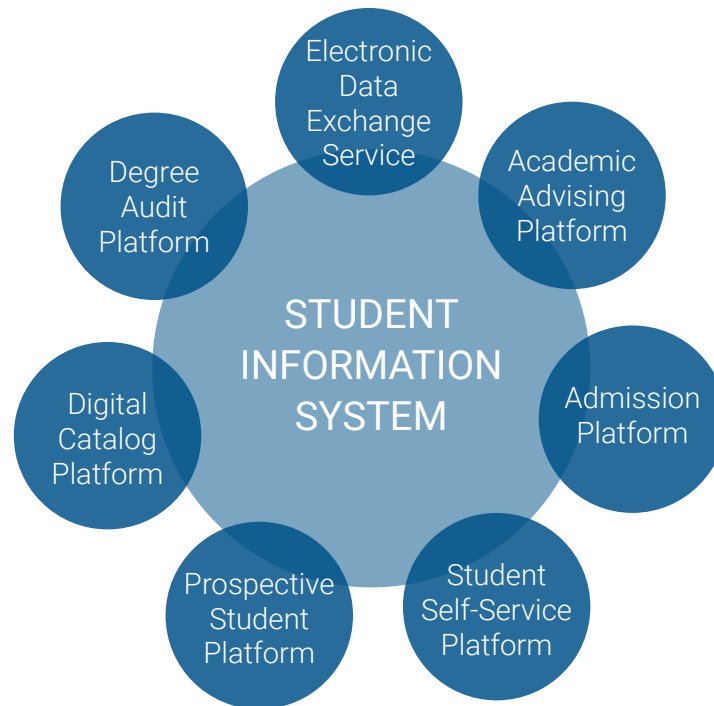 Electronic
Data
Exchange
Service
Academic
Advising
Platform
Admission
Platform
Student
Self-Service
Platform
Prospective
Student
Platform
Digital
Catalog
Platform
Degree
Audit
Platform
STUDENT
INFORMATION
SYSTEM